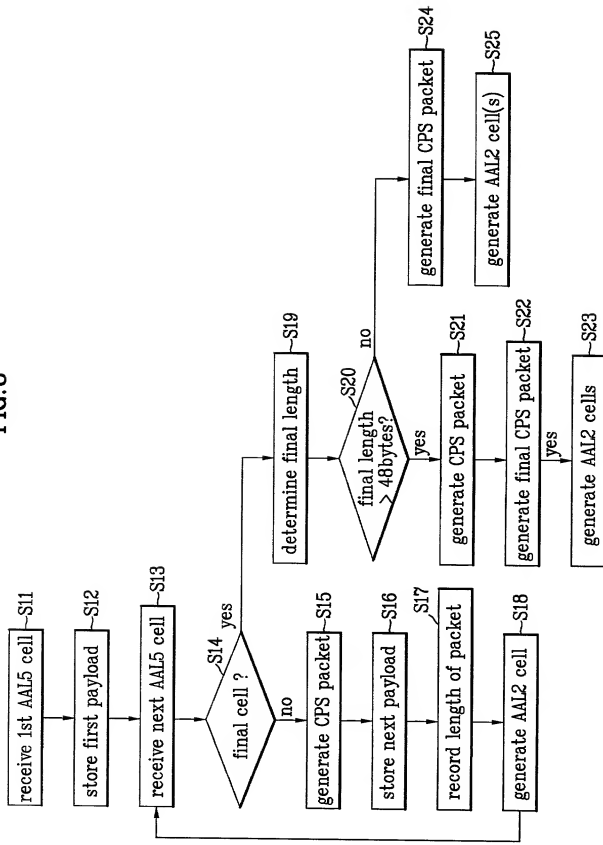 FIG. 6
receive 1st AAL5 cell
S11
store first payload
S12
receive next AAL5 cell
S13
final cell ?
S14
yes
no
generate CPS packet
S15
store next payload
S16
record length of packet
S17
generate AAL2 cell
S18
determine final length
S19
final length
> 48bytes?
S20
no
yes
generate CPS packet
S21
generate final CPS packet
S22
yes
generate AAL2 cells
S23
generate final CPS packet
S24
generate AAL2 cell(s)
S25